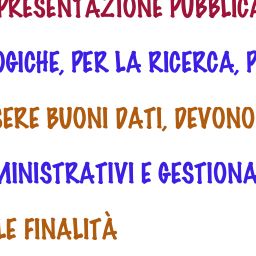 PRESENTAZIONE PUBBLICA
OGICHE, PER LA RICERCA, P
SERE BUONI DATI, DEVONO
MINISTRATIVI E GESTIONA
LE FINALITÀ